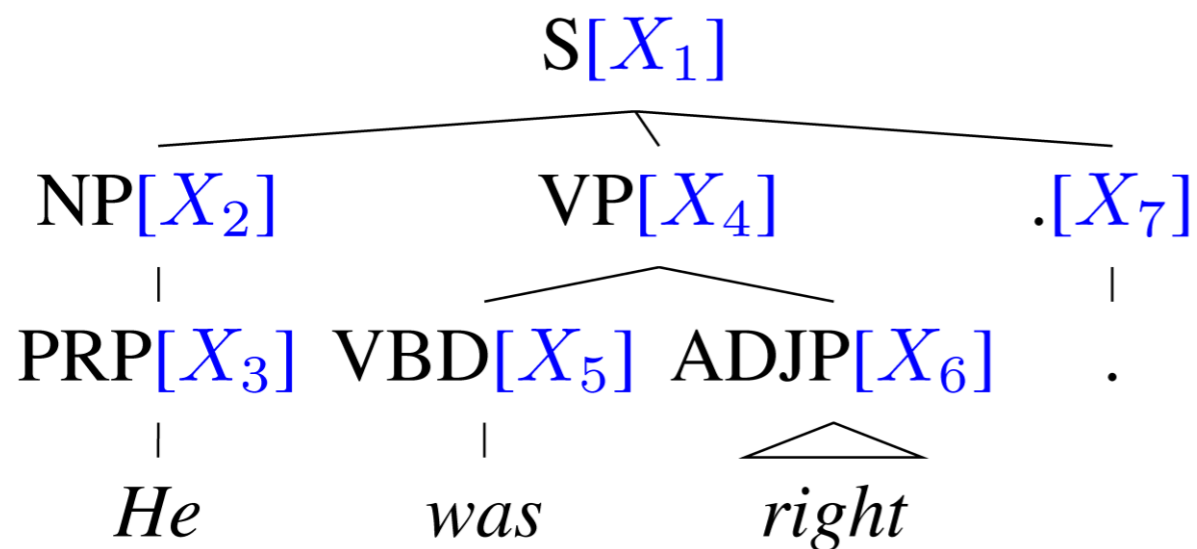 S[X₁]
NP[X₂] VP[X₄] .[X₇]
PRP[X₃] VBD[X₅] ADJP[X₆] .
He was right